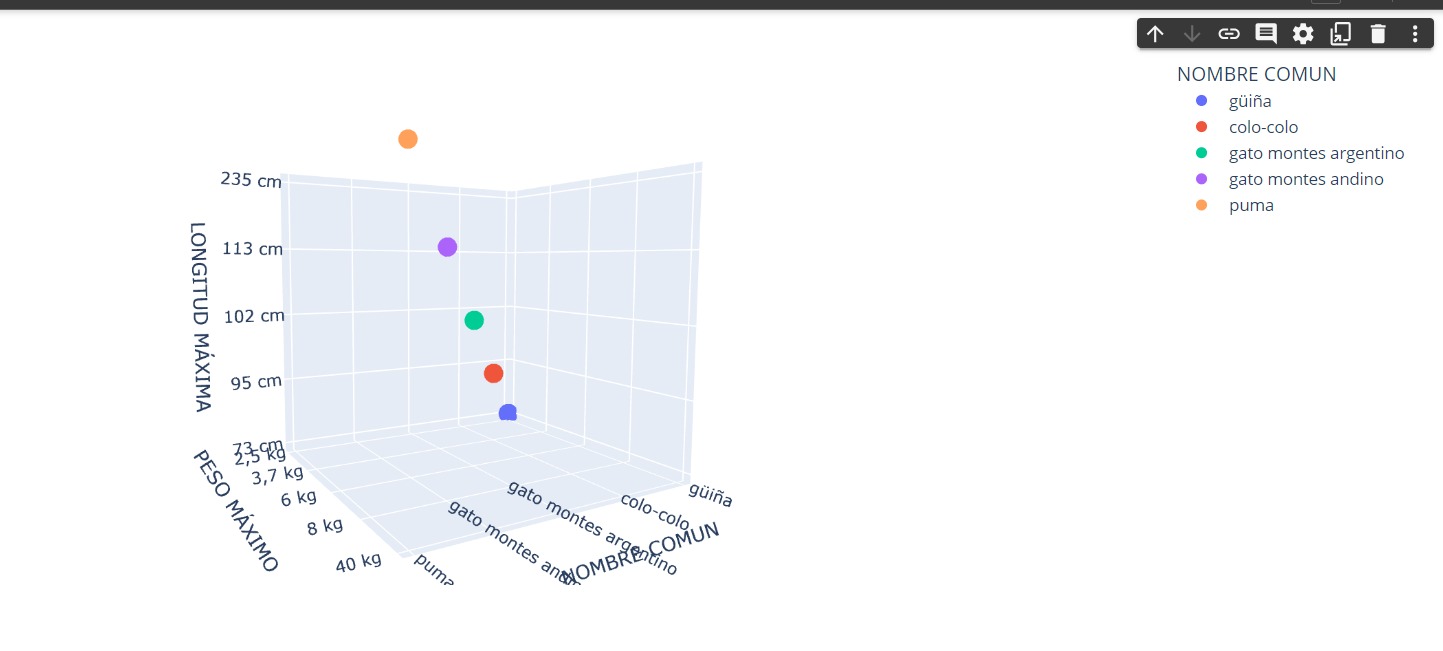 NOMBRE COMUN
güiña
colo-colo
gato montes argentino
gato montes andino
puma
235 cm
113 cm
102 cm
95 cm
73 cm
LONGITUD MÁXIMA
2,5 kg
3,7 kg
6 kg
8 kg
40 kg
PESO MÁXIMO
puma
gato montes
gato montes argentino
colo-colo
güiña
NOMBRE COMUN